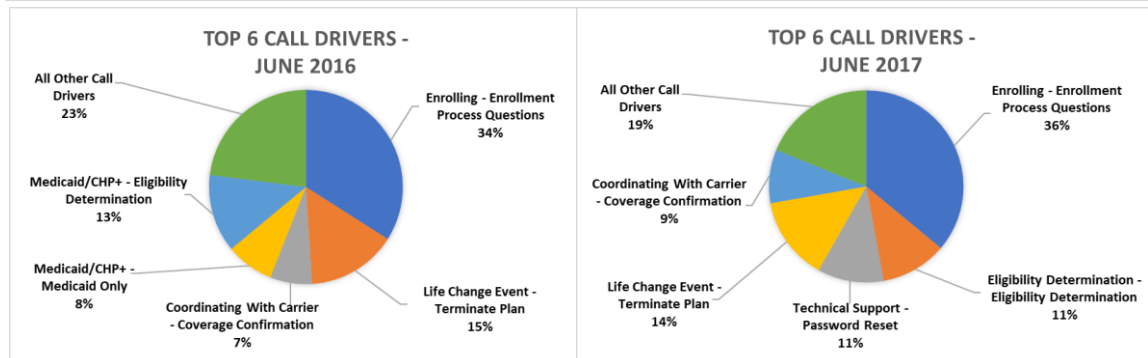 TOP 6 CALL DRIVERS -
JUNE 2016
All Other Call
Drivers
23%
Enrolling - Enrollment
Process Questions
34%
Medicaid/CHP+ - Eligibility
Determination
13%
Medicaid/CHP+ -
Medicaid Only
8%
Coordinating With Carrier
- Coverage Confirmation
7%
Life Change Event -
Terminate Plan
15%
TOP 6 CALL DRIVERS -
JUNE 2017
All Other Call
Drivers
19%
Enrolling - Enrollment
Process Questions
36%
Coordinating With Carrier
- Coverage Confirmation
9%
Life Change Event -
Terminate Plan
14%
Technical Support -
Password Reset
11%
Eligibility Determination -
Eligibility Determination
11%